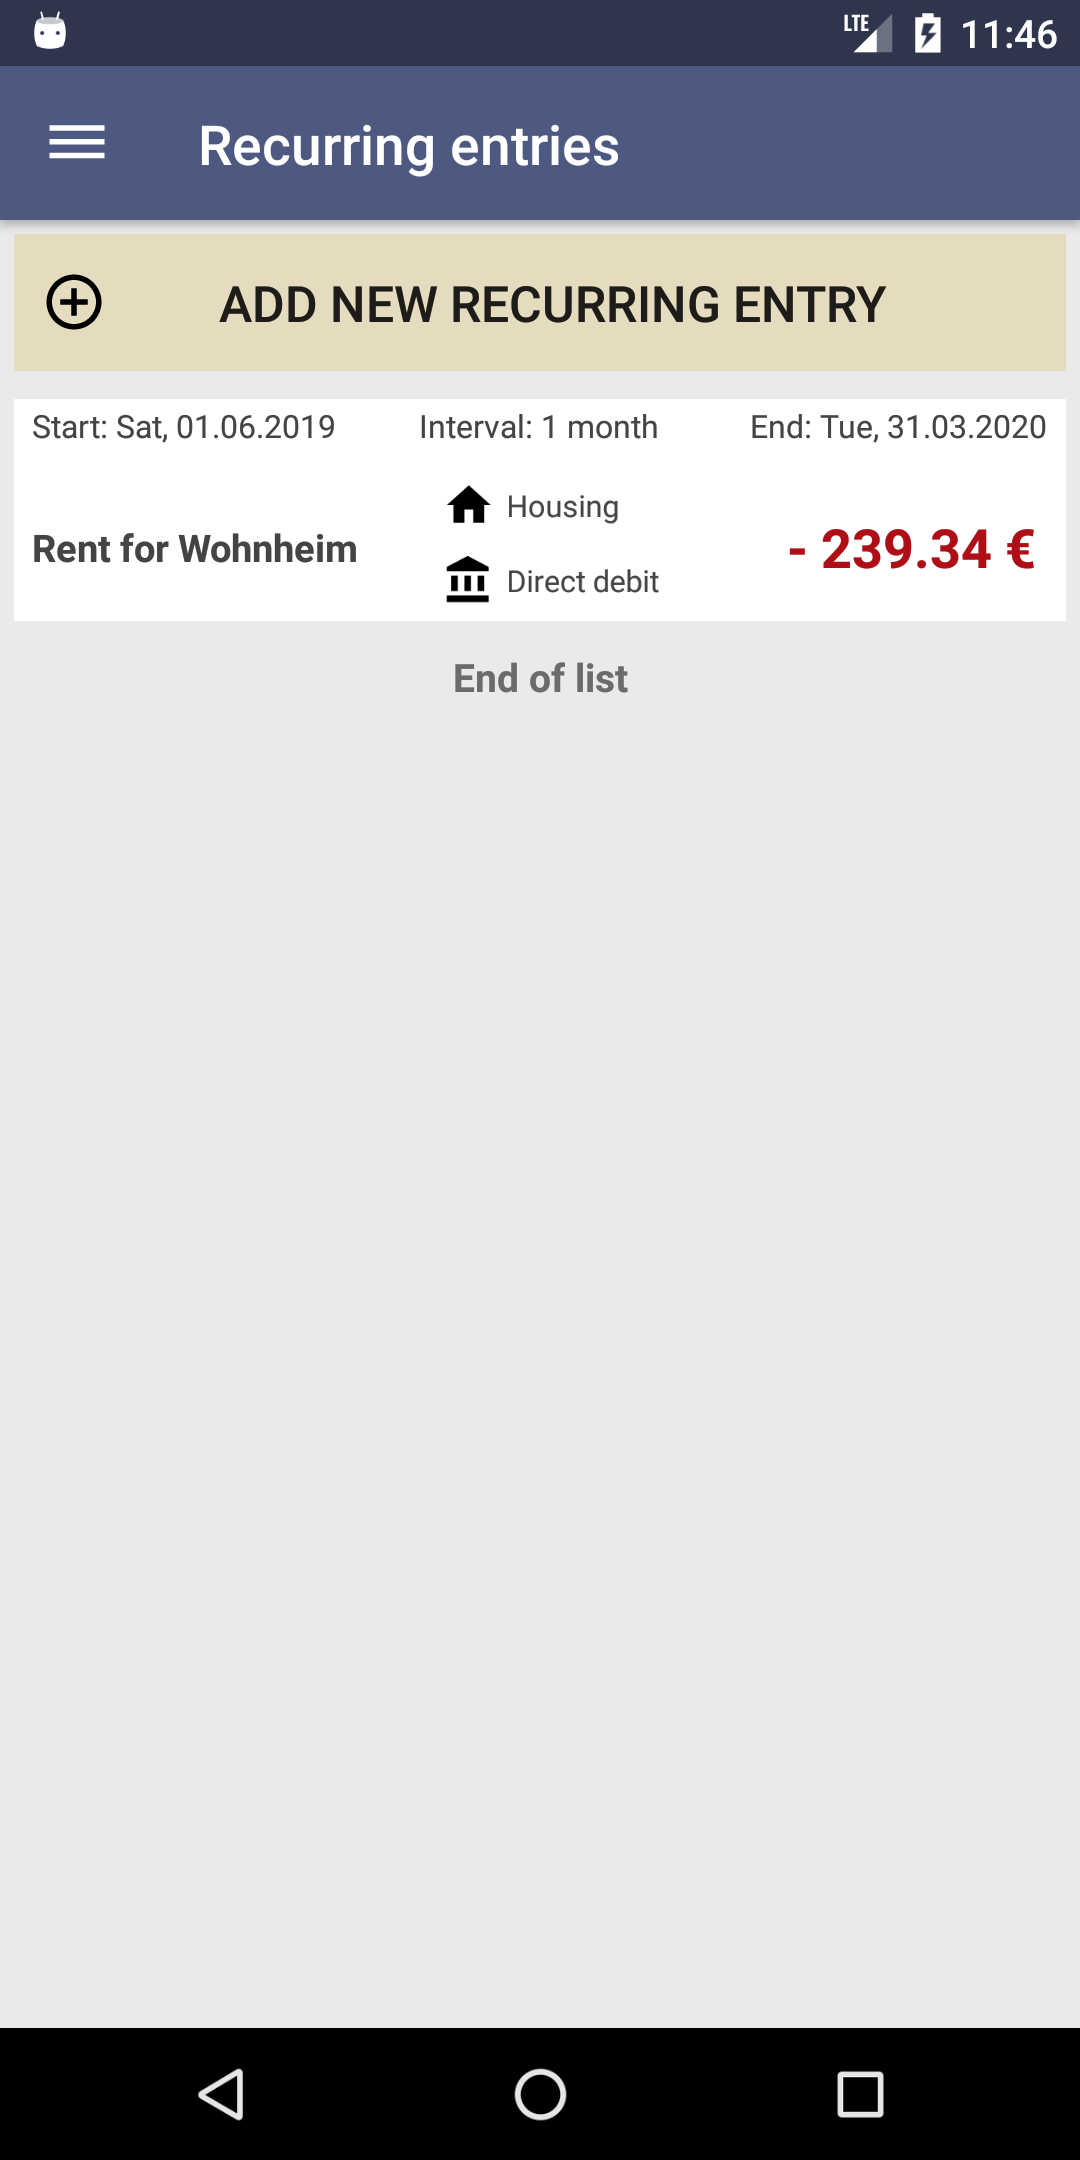 LTE 11:46
Recurring entries
ADD NEW RECURRING ENTRY
Start: Sat, 01.06.2019 Interval: 1 month End: Tue, 31.03.2020
Housing
Rent for Wohnheim - 239.34 €
Direct debit
End of list